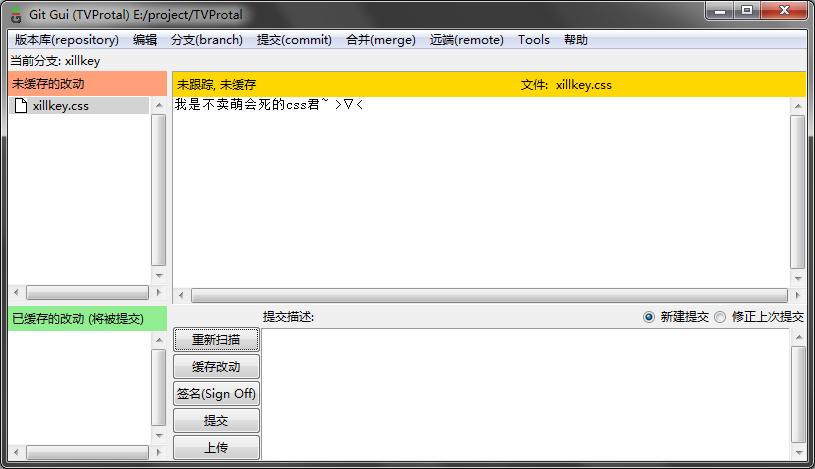 Git Gui (TVProtal) E:/project/TVProtal
版本库(repository) 编辑 分支(branch) 提交(commit) 合并(merge) 远端(remote) Tools 帮助
当前分支: xillkey
未缓存的改动
xillkey.css
未跟踪, 未缓存 文件: xillkey.css
我是不卖萌会死的css君~ >∇<
已缓存的改动 (将被提交)
提交描述: 新建提交 修正上次提交
重新扫描
缓存改动
签名(Sign Off)
提交
上传